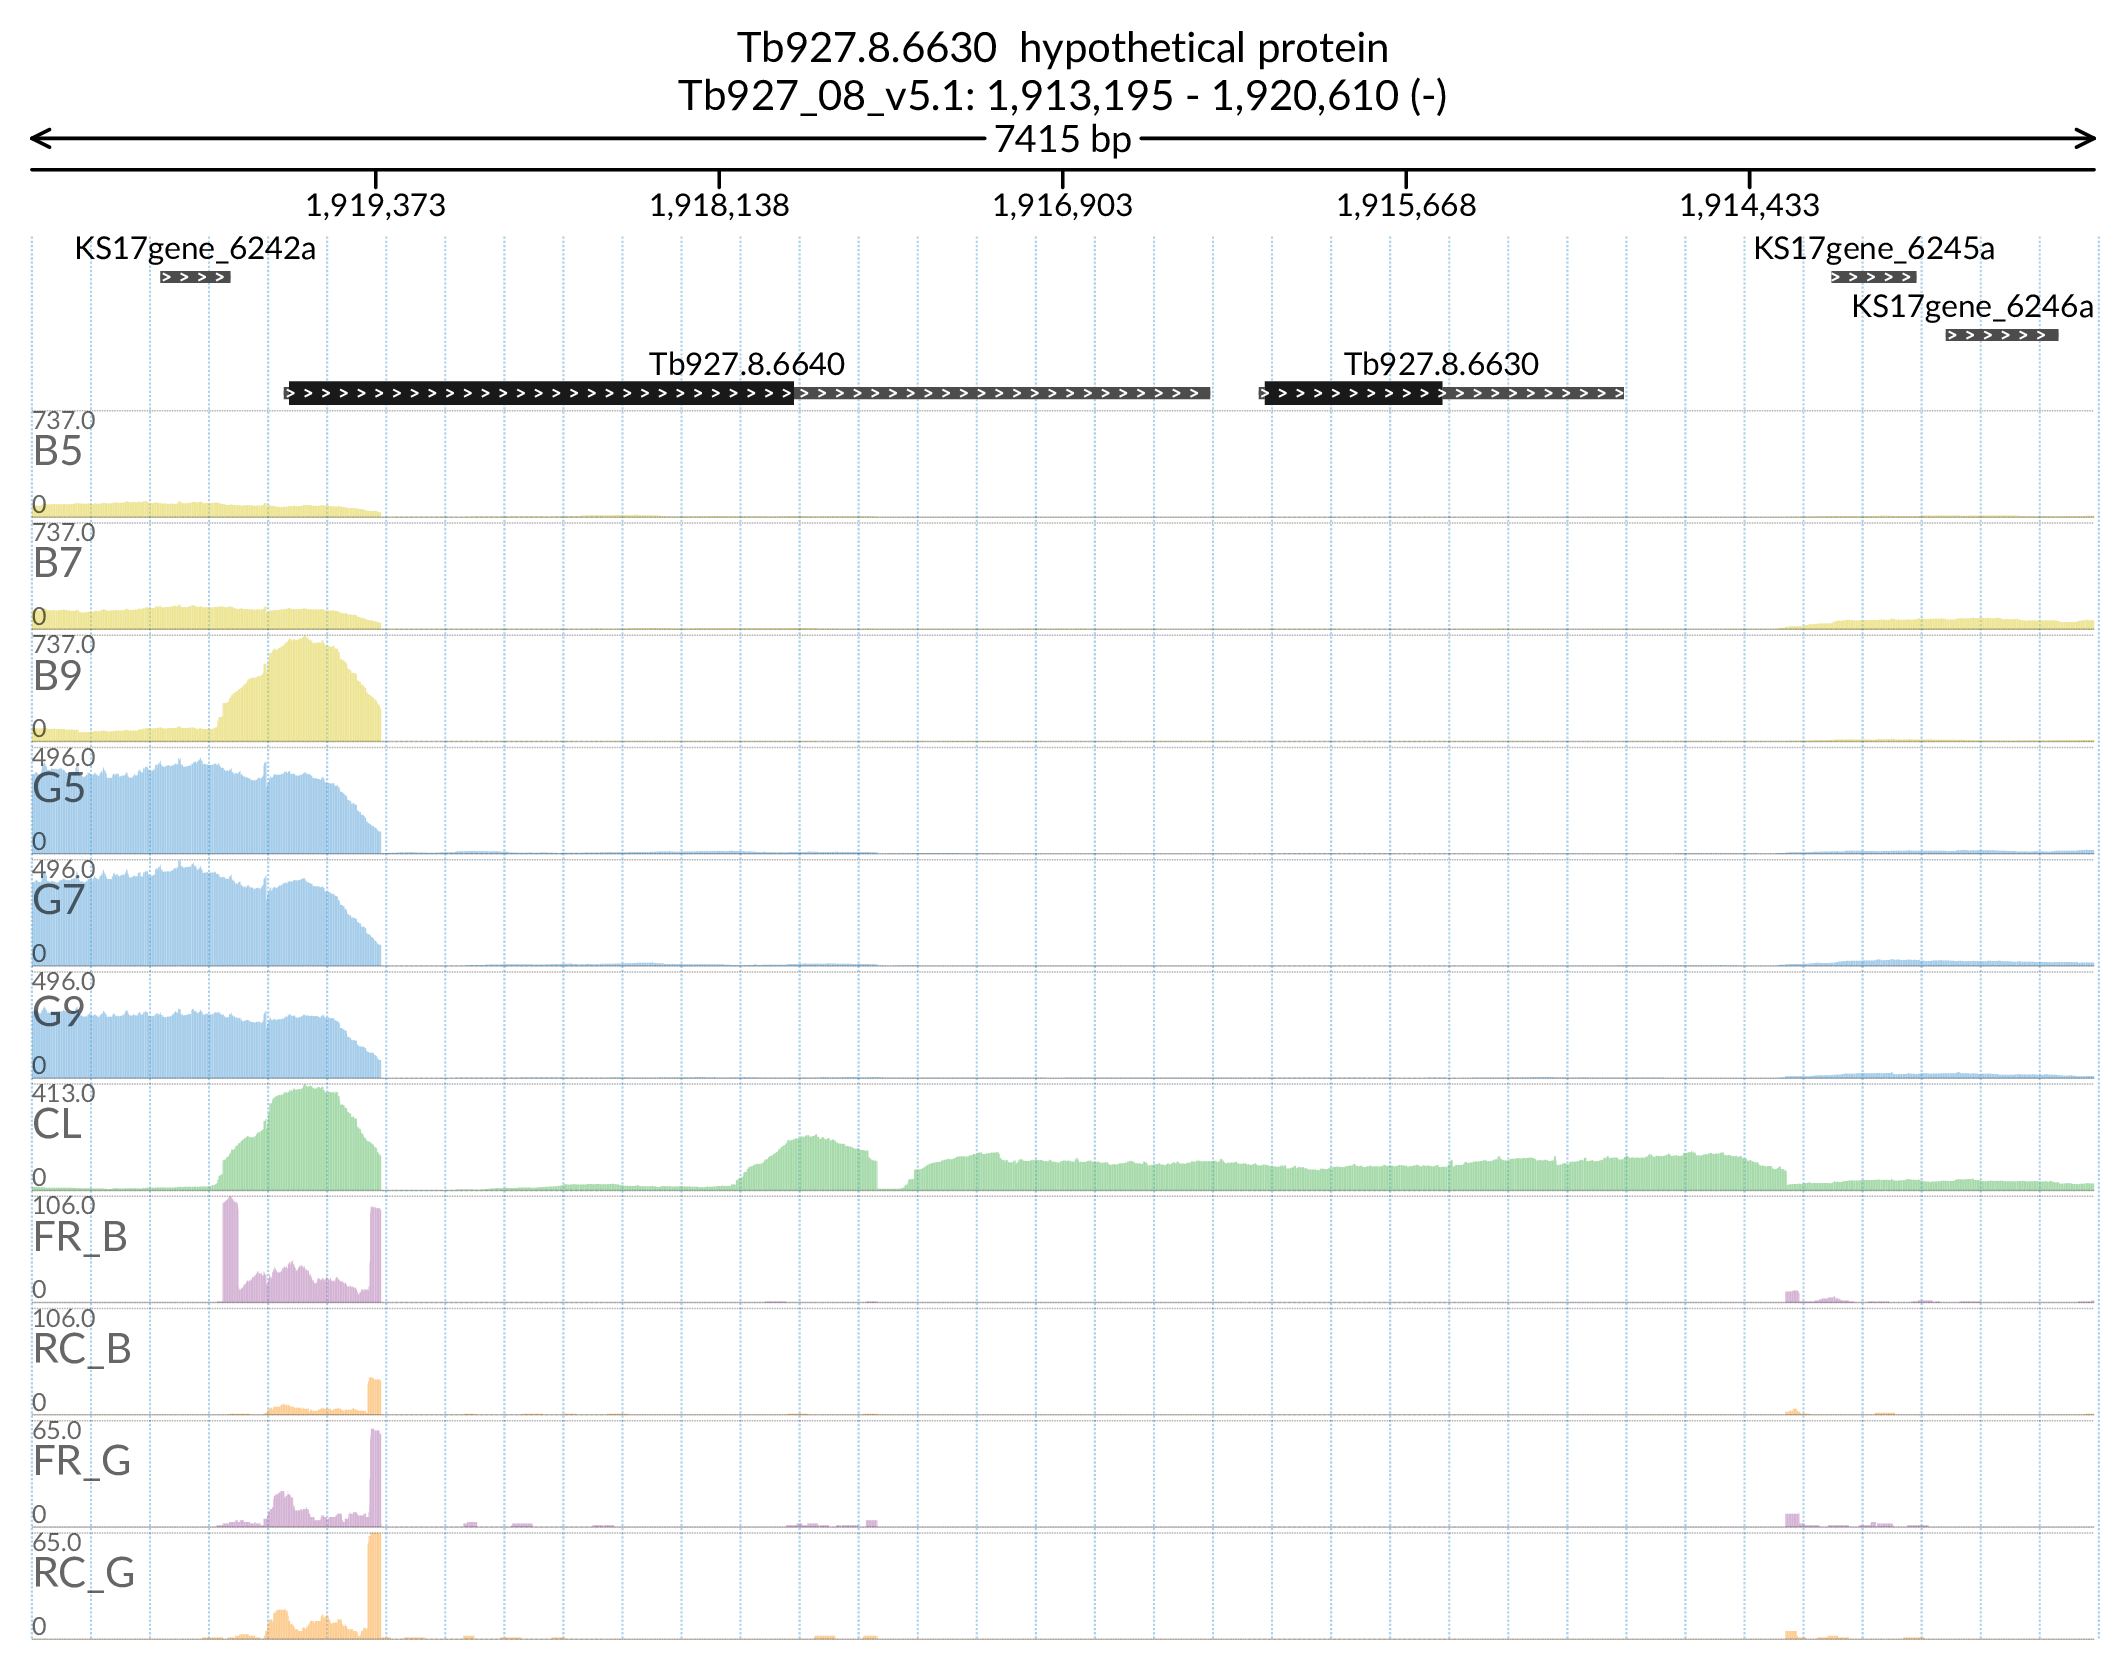 Tb927.8.6630  hypothetical protein
Tb927_08_v5.1: 1,913,195 - 1,920,610 (-)
7415 bp
1,919,373 1,918,138 1,916,903 1,915,668 1,914,433
KS17gene_6242a KS17gene_6245a
KS17gene_6246a
Tb927.8.6640 Tb927.8.6630
737.0
B5
0
737.0
B7
0
737.0
B9
0
496.0
G5
0
496.0
G7
0
496.0
G9
0
413.0
CL
0
106.0
FR_B
0
106.0
RC_B
0
65.0
FR_G
0
65.0
RC_G
0